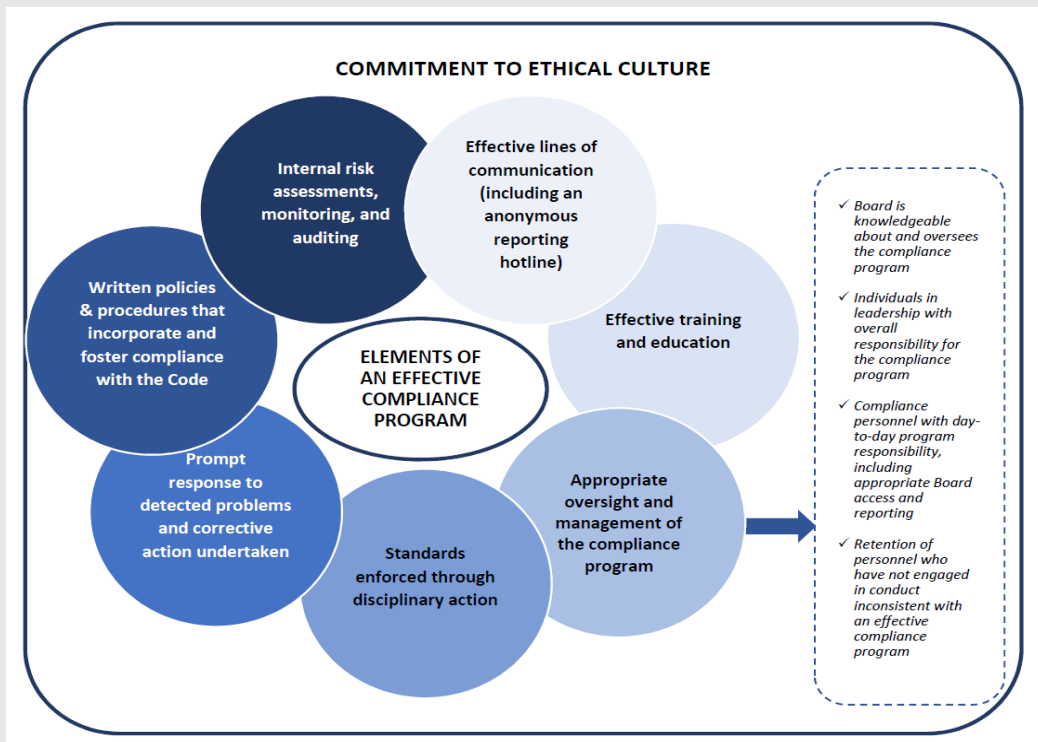 COMMITMENT TO ETHICAL CULTURE
Internal risk
assessments,
monitoring, and
auditing
Effective lines of
communication
(including an
anonymous
reporting
hotline)
Effective training
and education
Appropriate
oversight and
management of
the compliance
program
Standards
enforced through
disciplinary action
Prompt
response to
detected problems
and corrective
action undertaken
Written policies
& procedures that
incorporate and
foster compliance
with the Code
ELEMENTS OF
AN EFFECTIVE
COMPLIANCE
PROGRAM
✓ Board is
knowledgeable
about and oversees
the compliance
program
✓ Individuals in
leadership with
overall
responsibility for
the compliance
program
✓ Compliance
personnel with day-
to-day program
responsibility,
including
appropriate Board
access and
reporting
✓ Retention of
personnel who
have not engaged
in conduct
inconsistent with
an effective
compliance
program